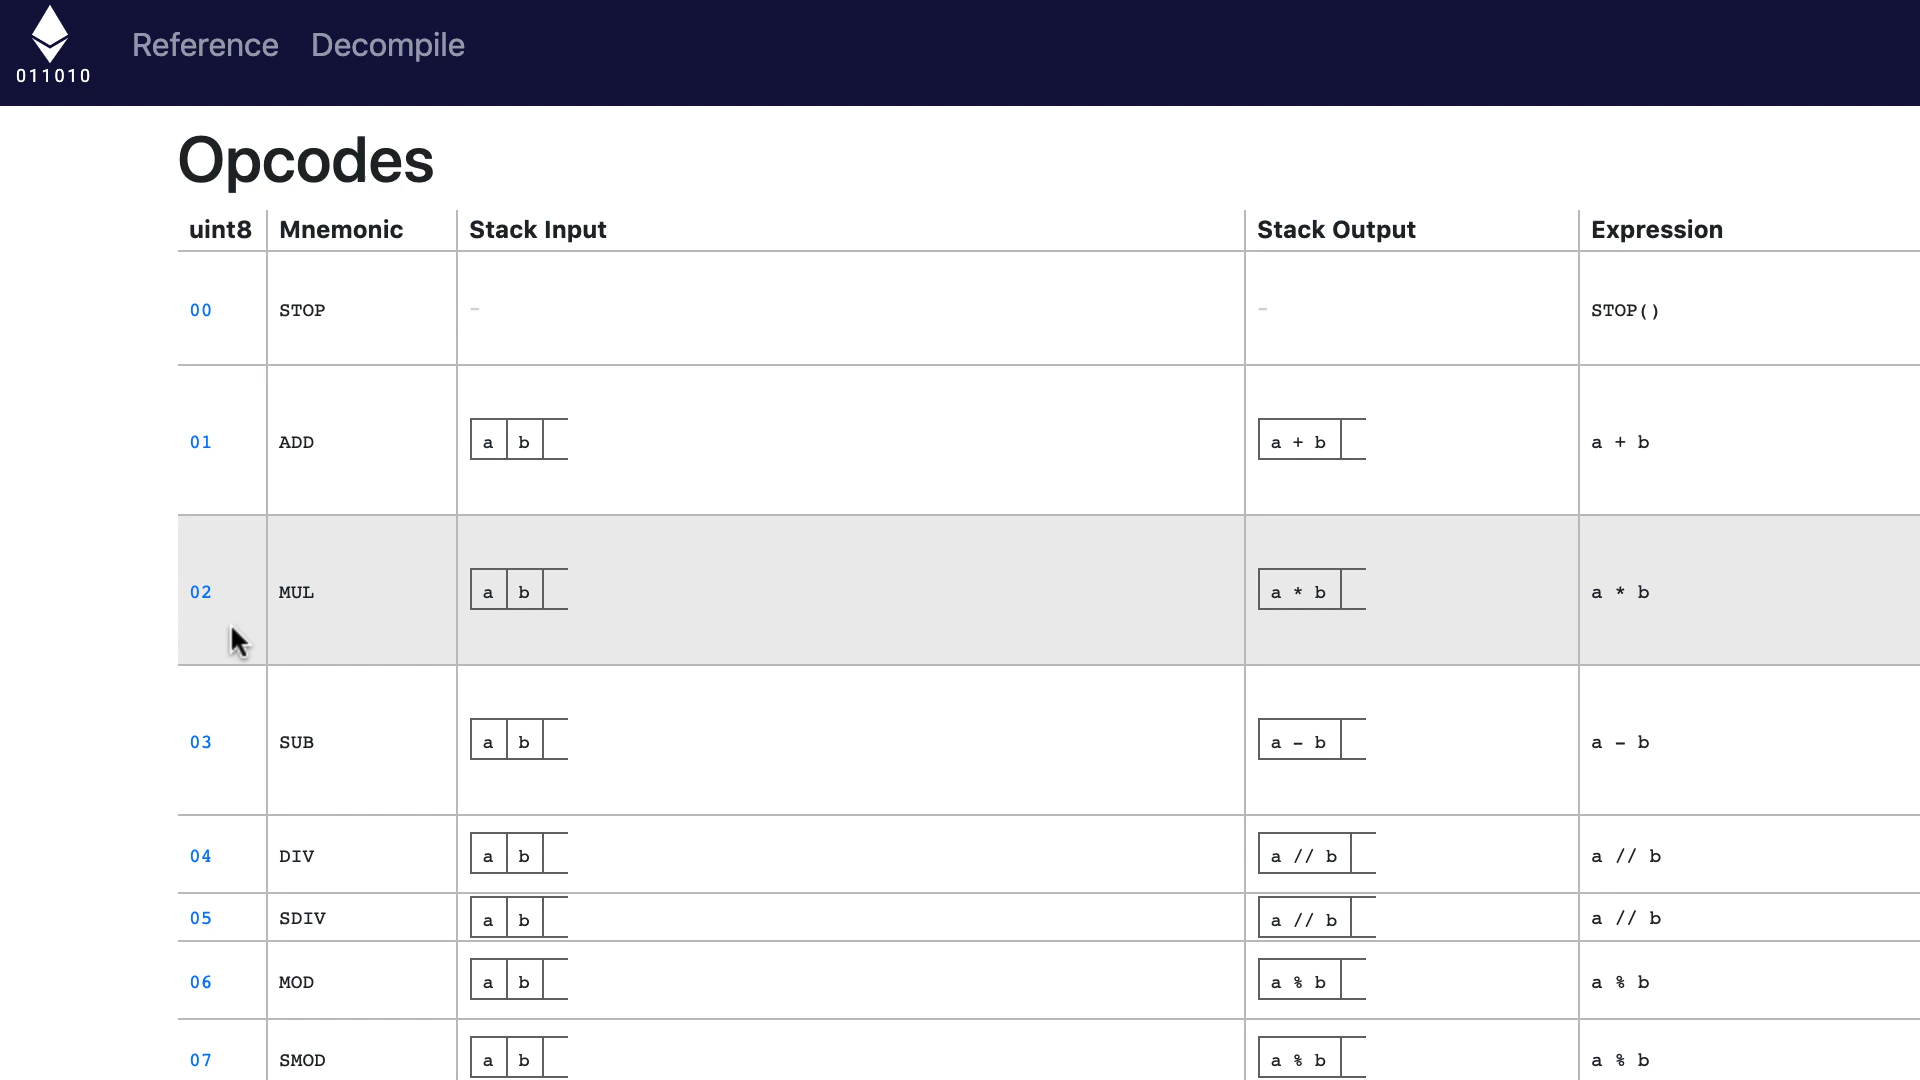 Reference Decompile
011010
Opcodes
uint8 Mnemonic Stack Input Stack Output Expression
00 STOP - - STOP()
01 ADD a b a + b a + b
02 MUL a b a * b a * b
03 SUB a b a - b a - b
04 DIV a b a // b a // b
05 SDIV a b a // b a // b
06 MOD a b a % b a % b
07 SMOD a b a % b a % b